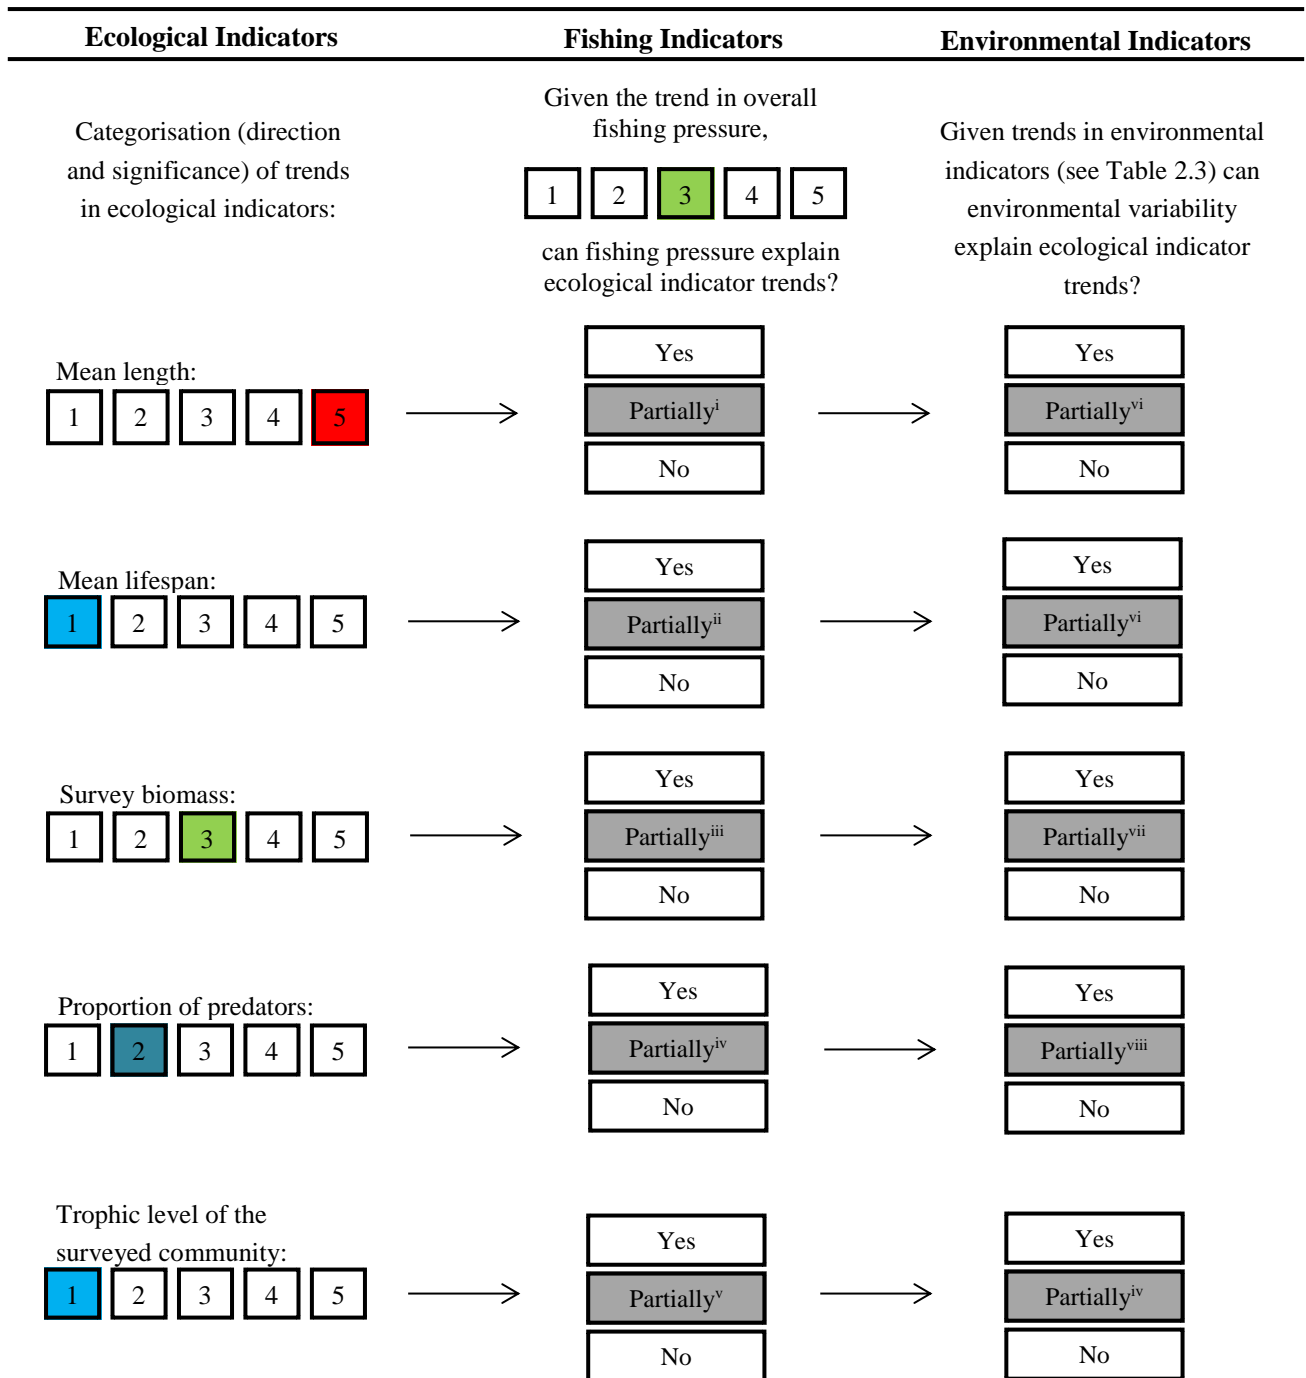 Ecological Indicators
Fishing Indicators
Environmental Indicators
Categorisation (direction
and significance) of trends
in ecological indicators:
Given the trend in overall
fishing pressure,
1 2 3 4 5
can fishing pressure explain
ecological indicator trends?
Given trends in environmental
indicators (see Table 2.3) can
environmental variability
explain ecological indicator
trends?
Mean length:
1 2 3 4 5
Yes
Partiallyⁱ
No
Yes
Partiallyᵛⁱ
No
Mean lifespan:
1 2 3 4 5
Yes
Partiallyⁱⁱ
No
Yes
Partiallyᵛⁱ
No
Survey biomass:
1 2 3 4 5
Yes
Partiallyⁱⁱⁱ
No
Yes
Partiallyᵛⁱⁱ
No
Proportion of predators:
1 2 3 4 5
Yes
Partiallyⁱᵛ
No
Yes
Partiallyᵛⁱⁱⁱ
No
Trophic level of the
surveyed community:
1 2 3 4 5
Yes
Partiallyᵛ
No
Yes
Partiallyⁱᵛ
No